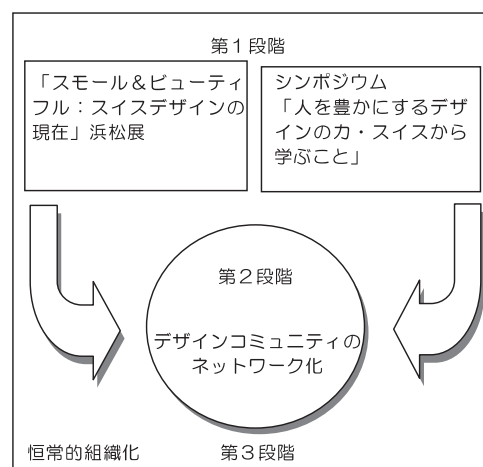 第1段階
「スモール&ビューティ
フル:スイスデザインの
現在」浜松展
シンポジウム
「人を豊かにするデザ
インの力・スイスから
学ぶこと」
第2段階
デザインコミュニティの
ネットワーク化
恒常的組織化 第3段階